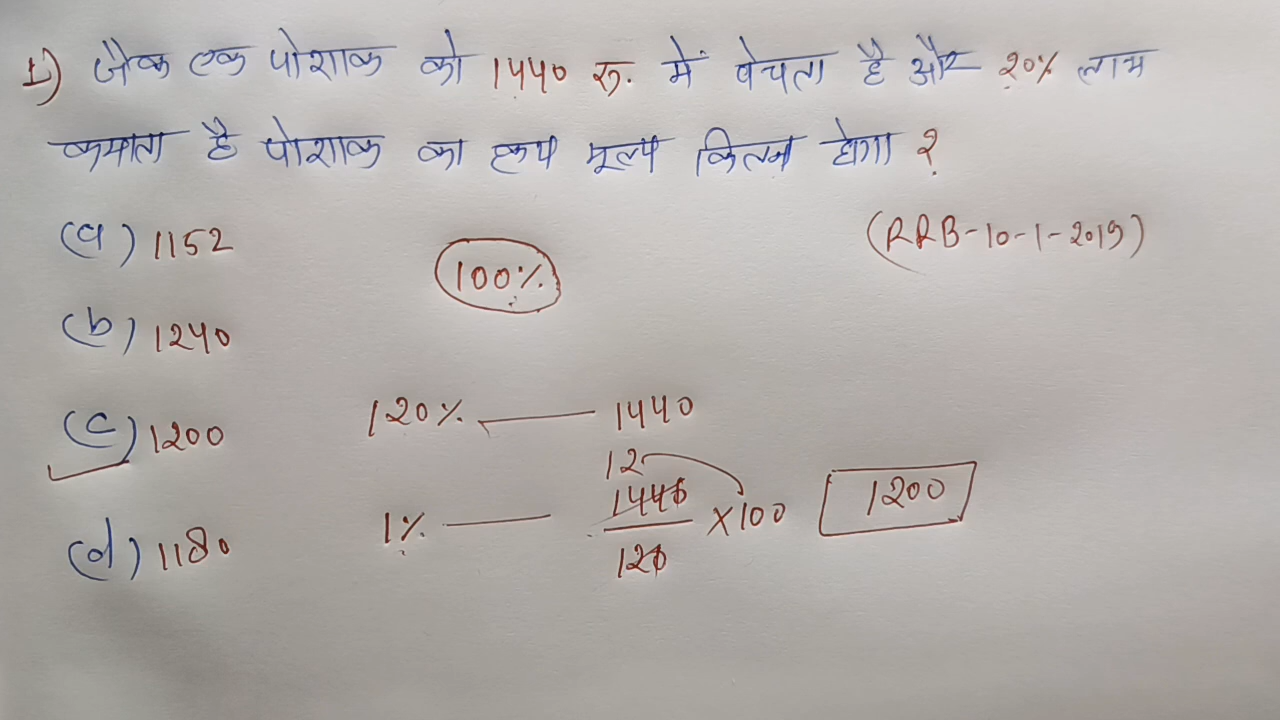 1) जैक एक पोशाक को 1440 रु. में बेचता है और 20% लाभ
कमाता है पोशाक का क्रय मूल्य कितना होगा ?
(a) 1152
(RRB-10-1-2019)
100%
(b) 1240
(c) 1200
120% — 1440
12
1% — 1440/120 ×100 1200
(d) 1180